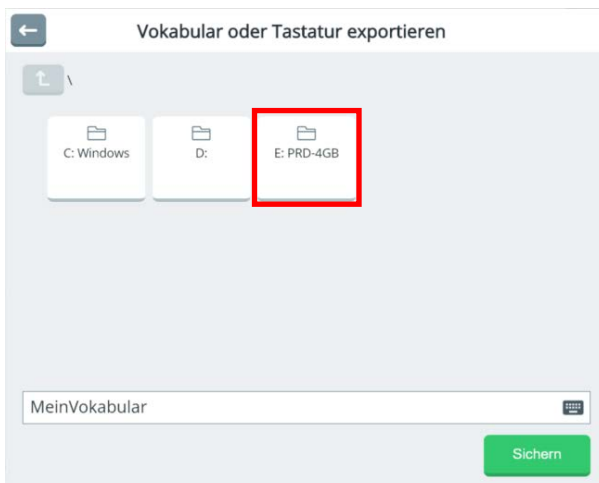 Vokabular oder Tastatur exportieren
\
C: Windows
D:
E: PRD-4GB
MeinVokabular
Sichern